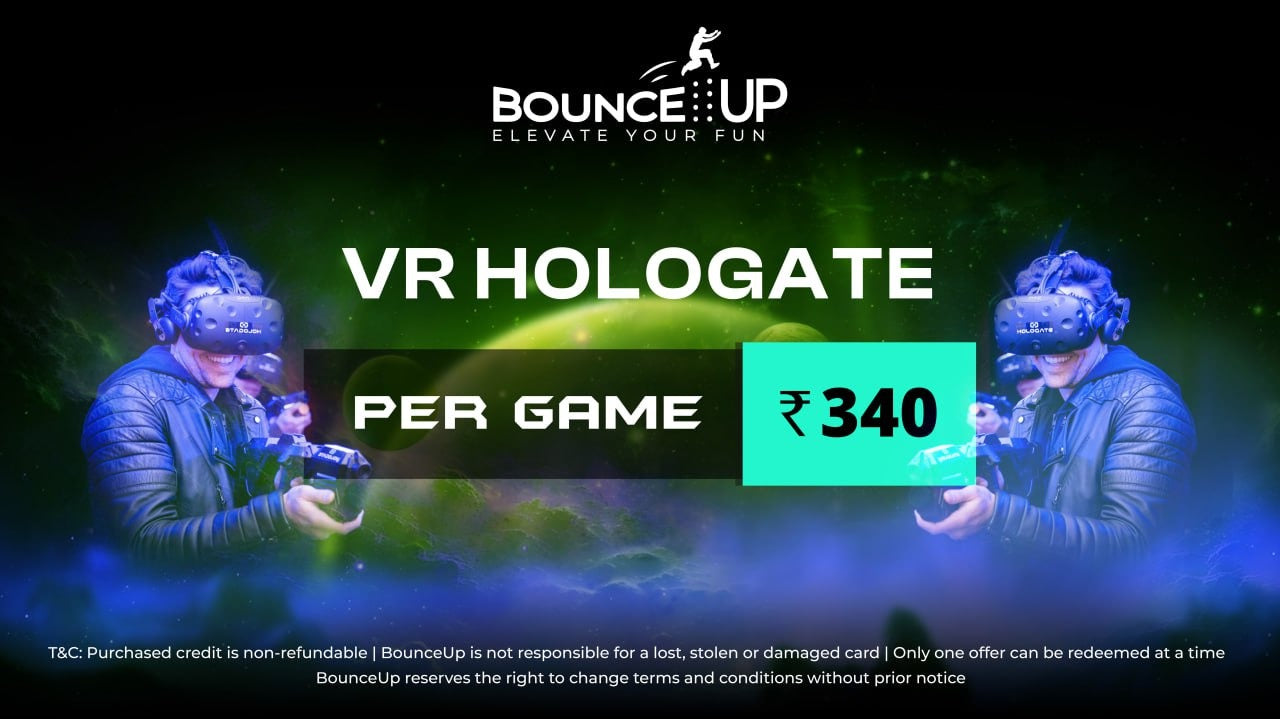 BOUNCE UP
ELEVATE YOUR FUN
VR HOLOGATE
PER GAME
₹ 340
HOLOGATE
HOLOGATE
T&C: Purchased credit is non-refundable | BounceUp is not responsible for a lost, stolen or damaged card | Only one offer can be redeemed at a time
BounceUp reserves the right to change terms and conditions without prior notice